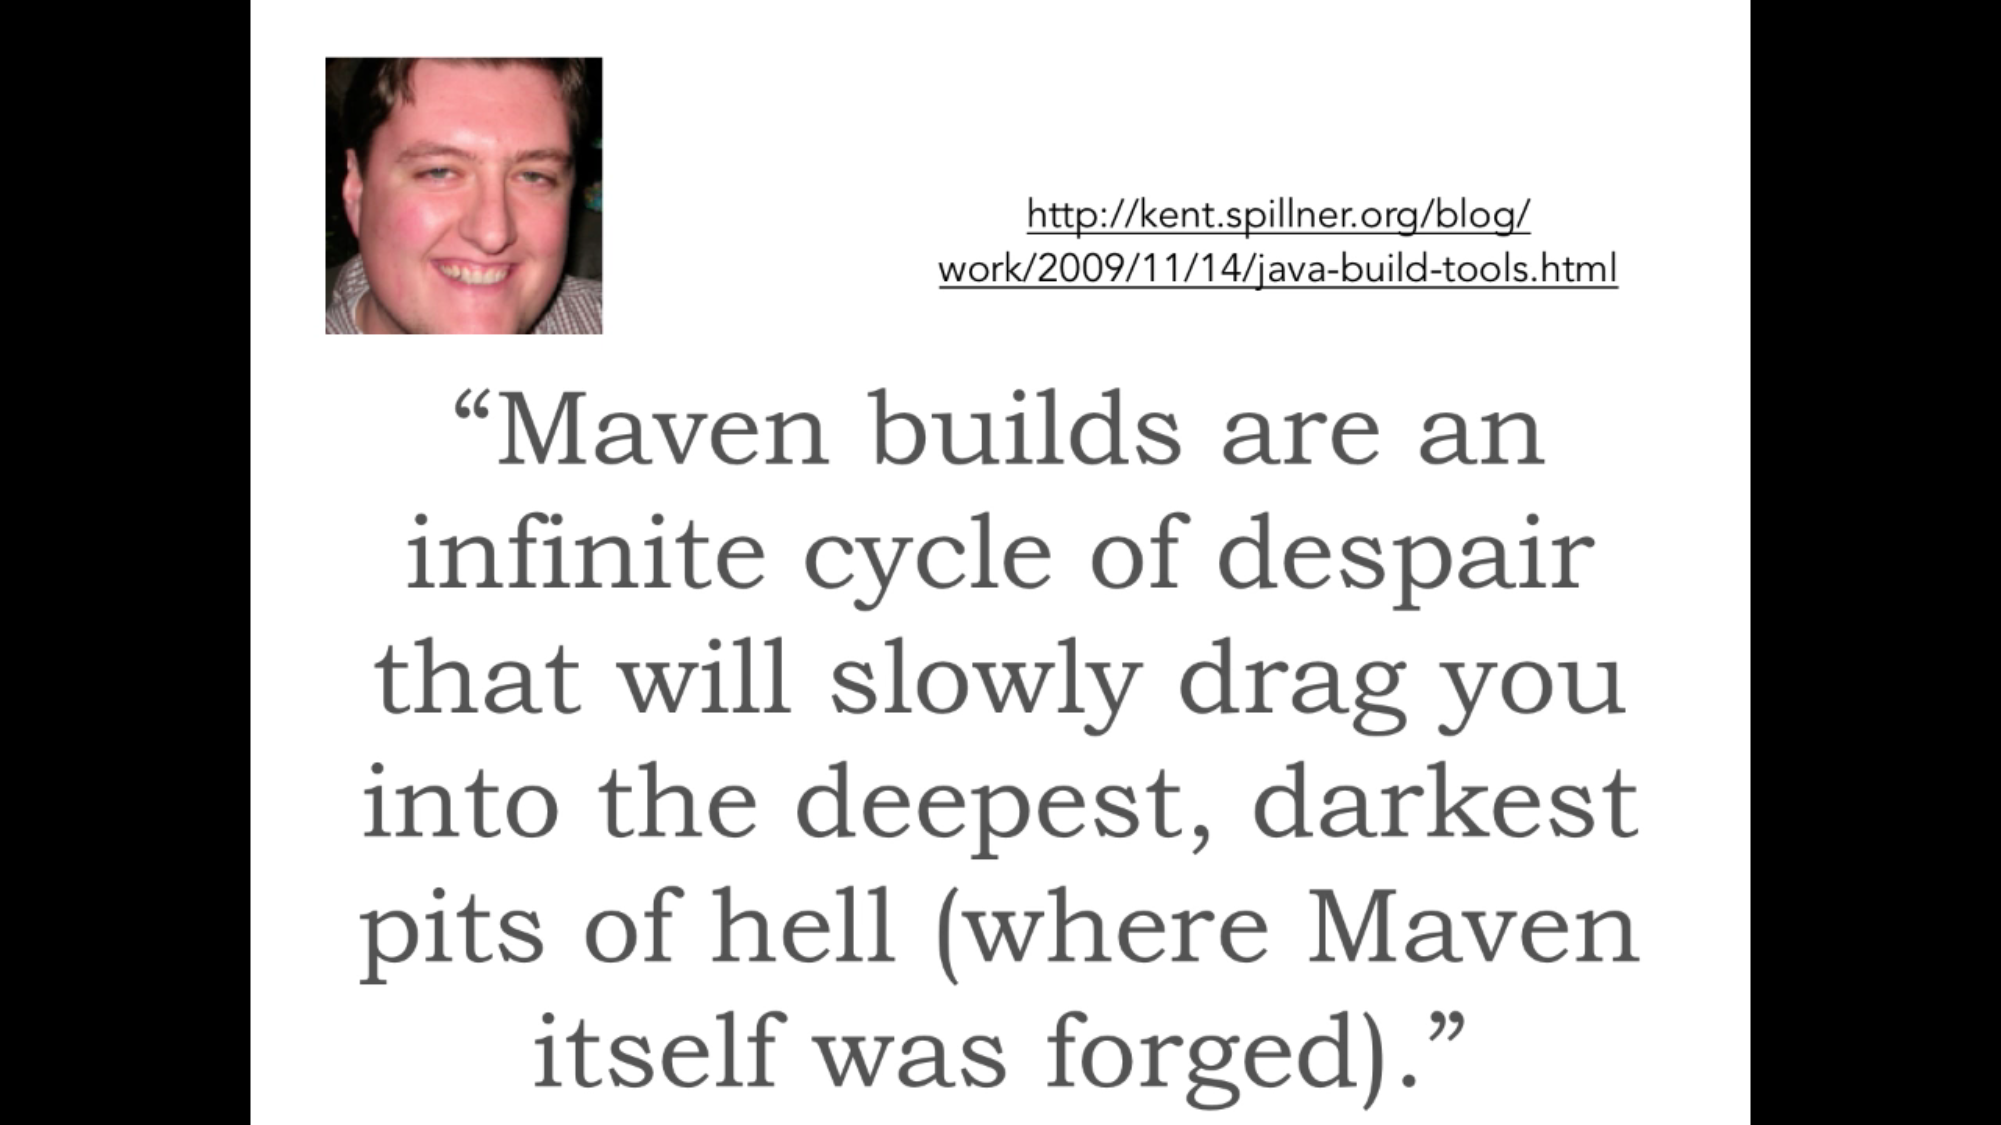 http://kent.spillner.org/blog/
work/2009/11/14/java-build-tools.html
“Maven builds are an
infinite cycle of despair
that will slowly drag you
into the deepest, darkest
pits of hell (where Maven
itself was forged).”